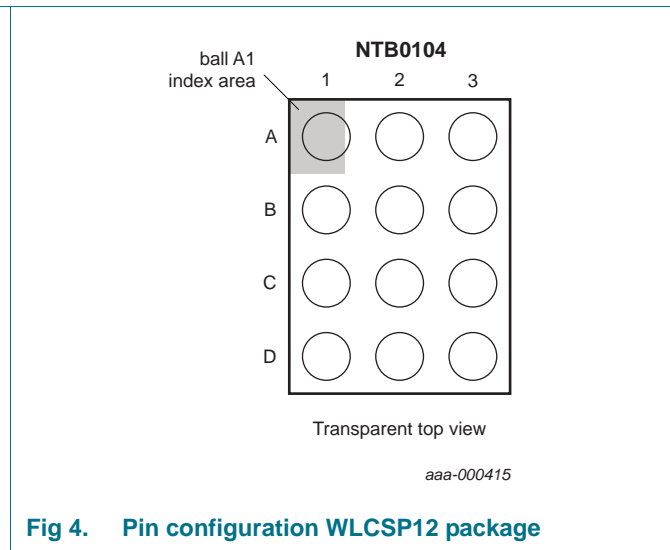 NTB0104
ball A1
index area
1 2 3
A
B
C
D
Transparent top view
aaa-000415
Fig 4. Pin configuration WLCSP12 package